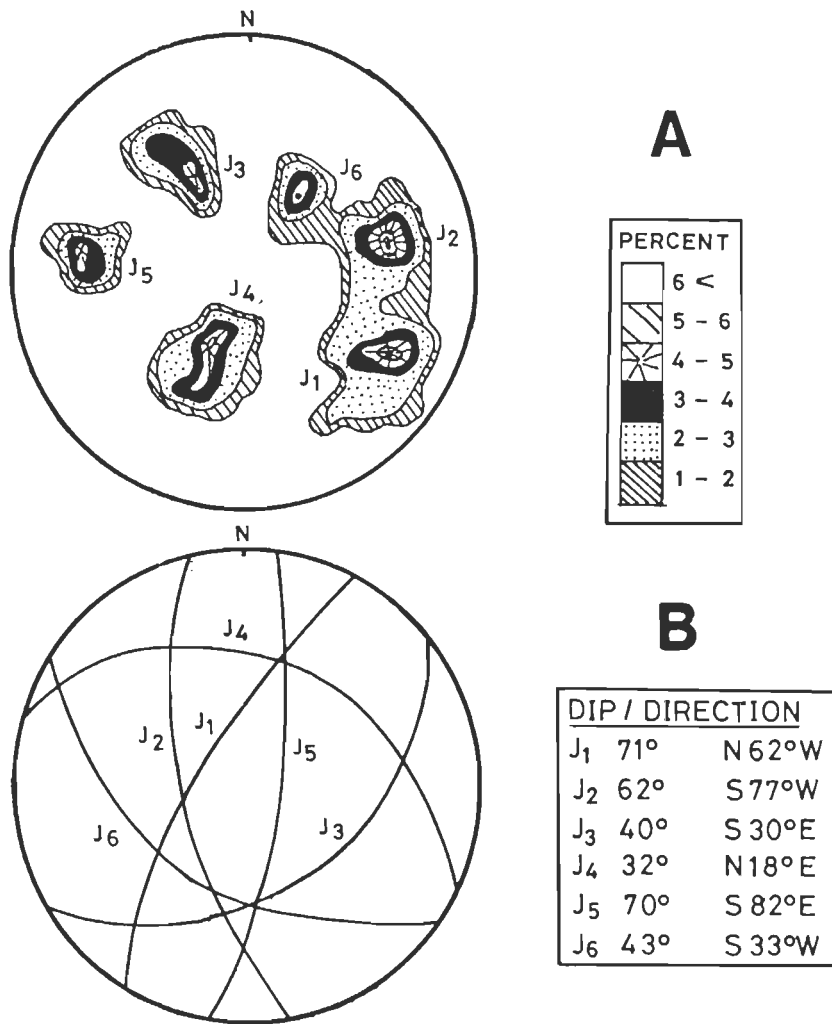 N
A
J3
J6
J2
J5
J4
J1
PERCENT
6 <
5 - 6
4 - 5
3 - 4
2 - 3
1 - 2
N
B
J4
J2
J1
J5
J6
J3
DIP / DIRECTION
J1 71° N 62°W
J2 62° S 77°W
J3 40° S 30°E
J4 32° N 18°E
J5 70° S 82°E
J6 43° S 33°W